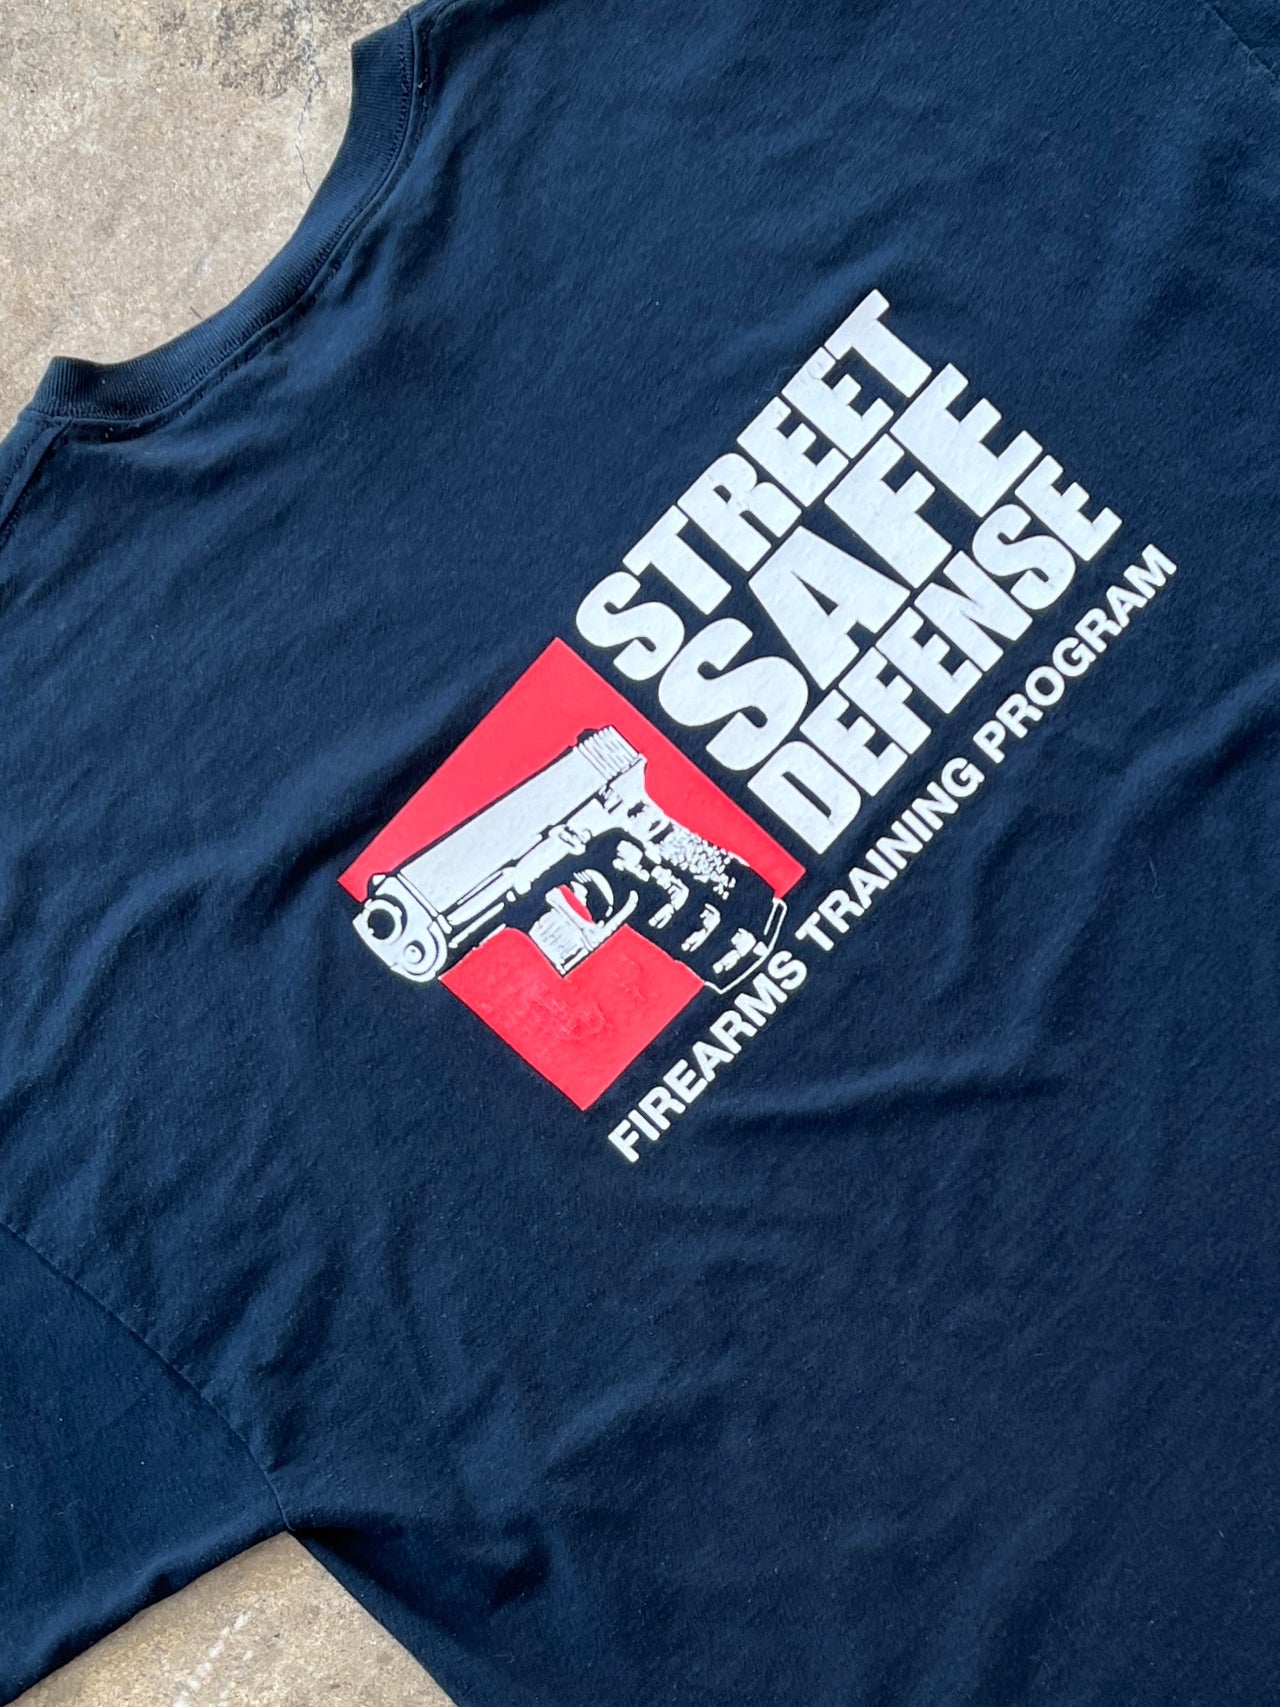 STREET
SAFE
DEFENSE
FIREARMS TRAINING PROGRAM